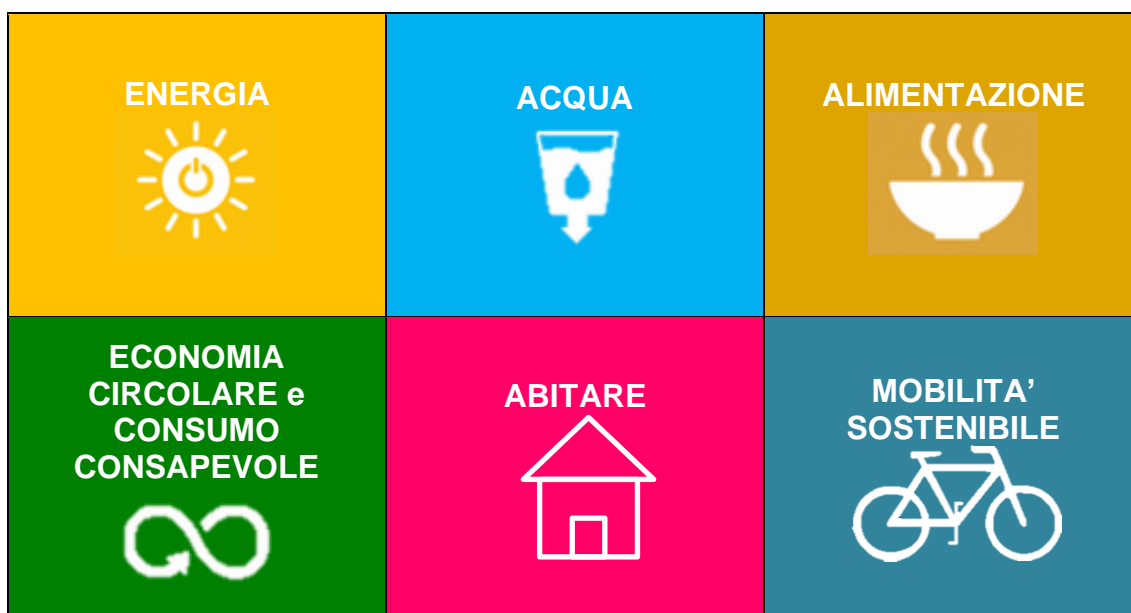 ENERGIA
ACQUA
ALIMENTAZIONE
ECONOMIA
CIRCOLARE e
CONSUMO
CONSAPEVOLE
ABITARE
MOBILITA’
SOSTENIBILE